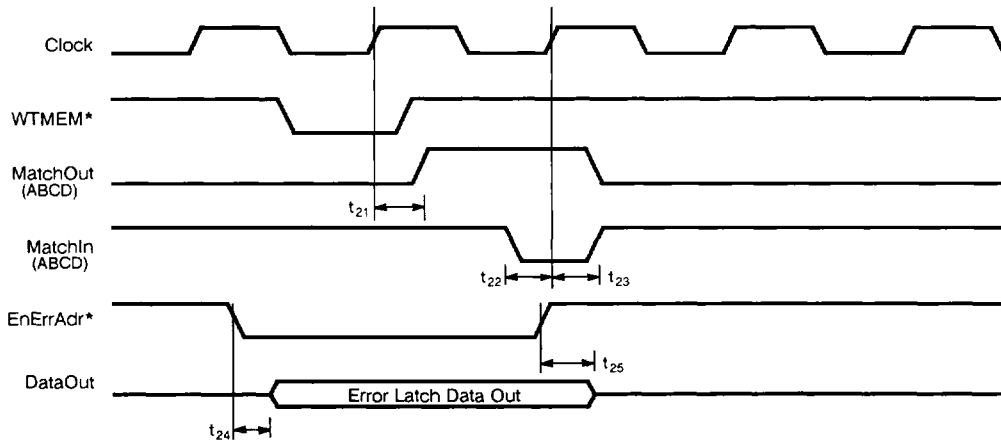 Clock
WTMEM*
MatchOut
(ABCD)
t21
MatchIn
(ABCD)
t22
t23
EnErrAdr*
t25
DataOut
Error Latch Data Out
t24